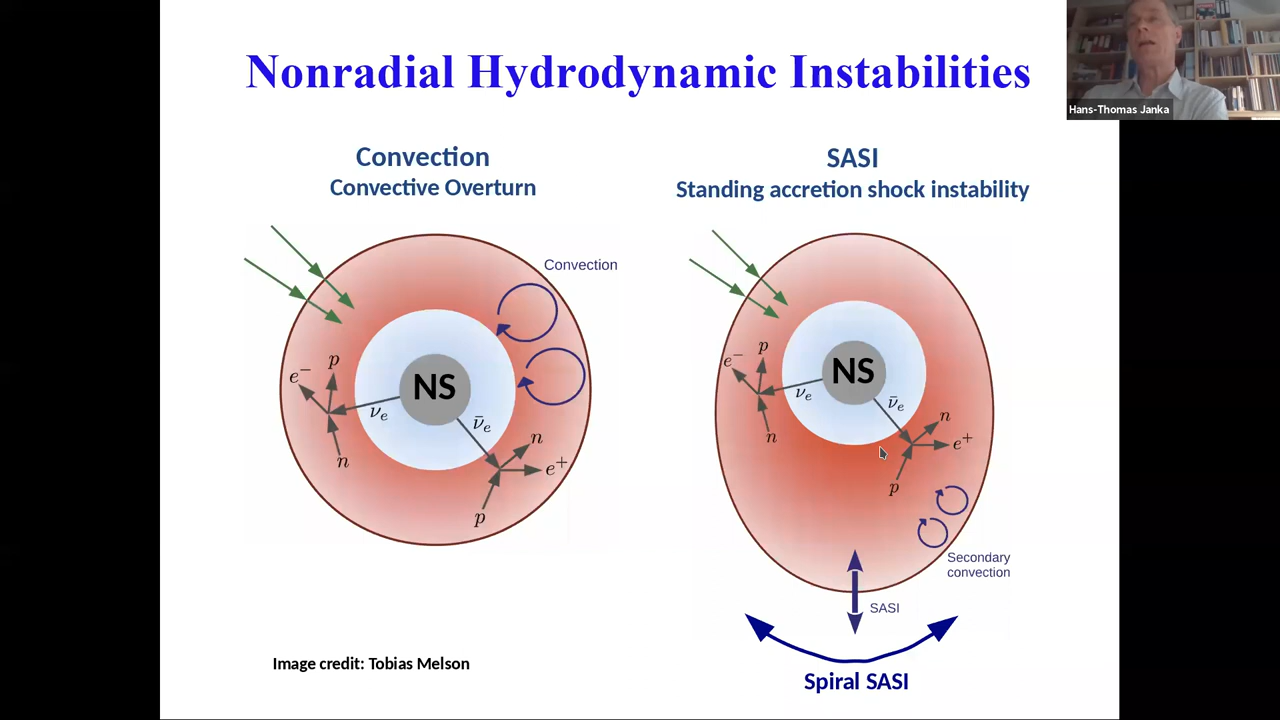 Nonradial Hydrodynamic Instabilities
Hans-Thomas Janka
Convection
Convective Overturn
SASI
Standing accretion shock instability
Convection
NS
e⁻
p
νₑ
n
ν̄ₑ
n
e⁺
p
NS
e⁻
p
νₑ
n
ν̄ₑ
n
e⁺
p
Secondary
convection
SASI
Spiral SASI
Image credit: Tobias Melson